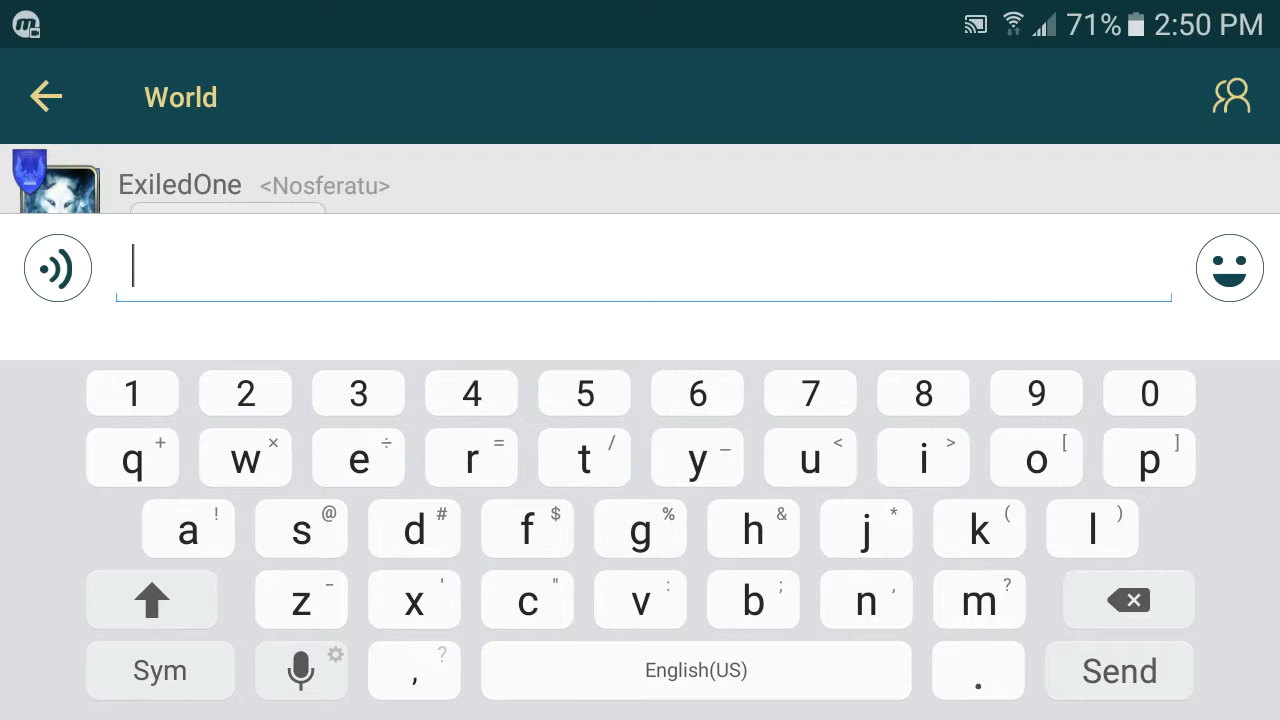 71% 2:50 PM
World
ExiledOne <Nosferatu>
1 2 3 4 5 6 7 8 9 0
q + w × e ÷ r = t / y _ u < i > o [ p ]
a ! s @ d # f $ g % h & j * k ( l )
z - x ' c " v : b ; n , m ?
Sym , ? English(US) . Send